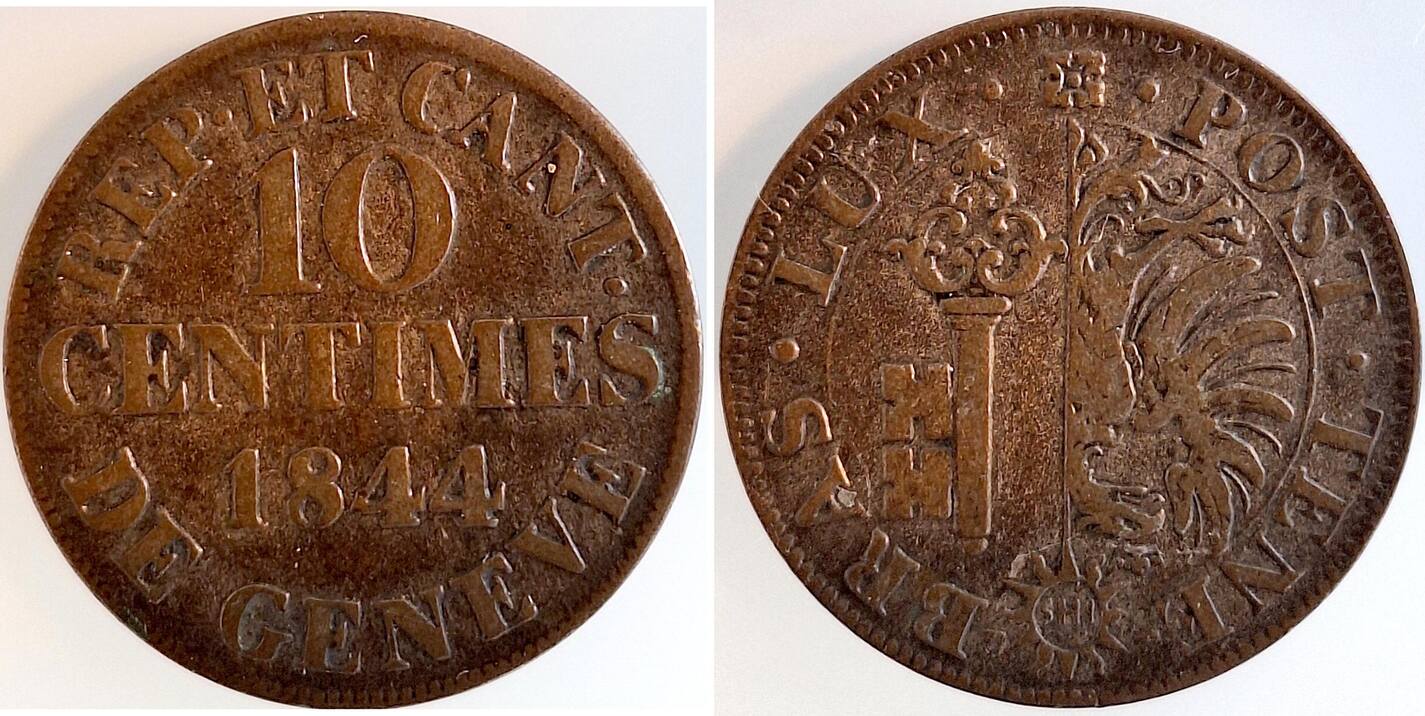 REP·ET CANT·
10
CENTIMES
1844
DE GENEVE
· POST · TENEBRAS · LUX ·